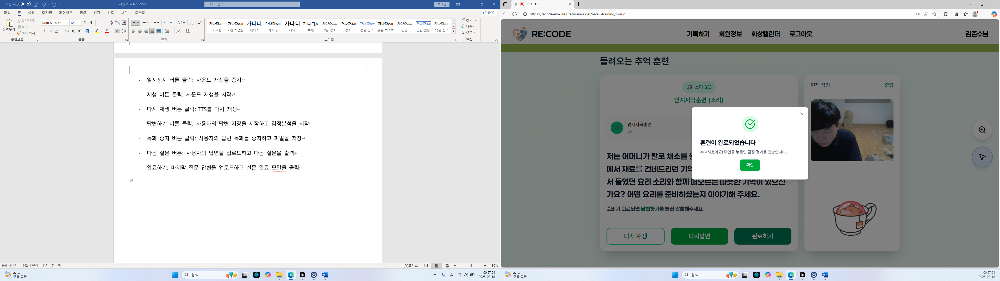 자동 저장
끔
시연 시나리오.docx
검색
로그인
파일
홈
삽입
디자인
레이아웃
참조
편지
검토
보기
도움말
공유
붙여넣기
잘라내기
복사
서식 복사
클립보드
Noto Sans KR
12
글꼴
단락
가나다AaB
표준
가나다AaB
간격 없음
가나다
제목 1
가나다AaB
제목 2
가나디
제목
가나다A
부제
가나다Aa
약한 강조
가나다Aa
강조
가나다Aa
강한 강조
가나다AaB
굵은 텍스트
가나다Aa
인용
가나다Aa
강한 인용
가나다AAB
약한 참조
스타일
찾기
바꾸기
선택
편집
- 일시정지 버튼 클릭: 사운드 재생을 중지
- 재생 버튼 클릭: 사운드 재생을 시작
- 다시 재생 버튼 클릭: TTS를 다시 재생
- 답변하기 버튼 클릭: 사용자의 답변 저장을 시작하고 감정분석을 시작
- 녹화 중지 버튼 클릭: 사용자의 답변 녹화를 중지하고 파일을 저장
- 다음 질문 버튼: 사용자의 답변을 업로드하고 다음 질문을 출력
- 완료하기: 마지막 질문 답변을 업로드하고 설문 완료 모달을 출력
9/9 페이지
442개 단어
한국어
포커스
130%
27°C
구름 조금
검색
A
00:57:54
2025-08-18
RE:CODE
https://recode-my-life.site/main-elder/recall-training/music
RE:CODE
기록하기
회원정보
회상캘린더
로그아웃
김준수님
들려오는 추억 훈련
소리 3/3
인지자극훈련 (소리)
인지자극훈련
소리
현재 감정
중립
훈련이 완료되었습니다
수고하셨어요! 확인을 누르면 감정 결과를 전송합니다.
확인
저는 어머니가 칼로 채소를
에서 재료를 건네드리던 기억
서 들었던 요리 소리와 함께 떠오르는 따뜻한 기억이 있으신
가요? 어떤 요리를 준비하셨는지 이야기해 주세요.
준비가 완료되면 답변하기를 눌러 말씀해주세요
다시 재생
다시답변
완료하기
27°C
구름 조금
검색
00:57:54
2025-08-18